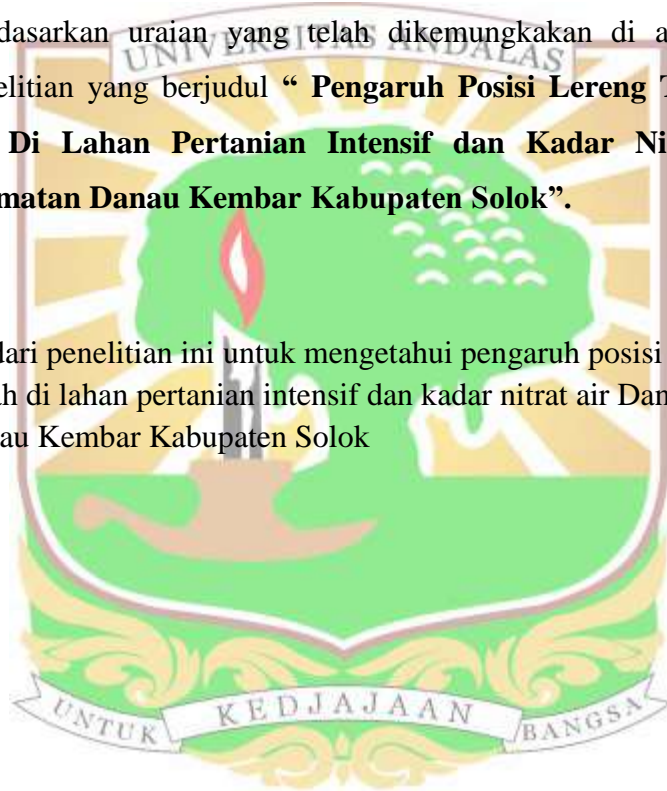 dasarkan uraian yang telah dikemungkakan di a
UNIVERSITAS ANDALAS
elitian yang berjudul “ Pengaruh Posisi Lereng T
Di Lahan Pertanian Intensif dan Kadar Ni
matan Danau Kembar Kabupaten Solok”.
dari penelitian ini untuk mengetahui pengaruh posisi
ah di lahan pertanian intensif dan kadar nitrat air Dan
au Kembar Kabupaten Solok
UNTUK KEDJAJAAN BANGSA